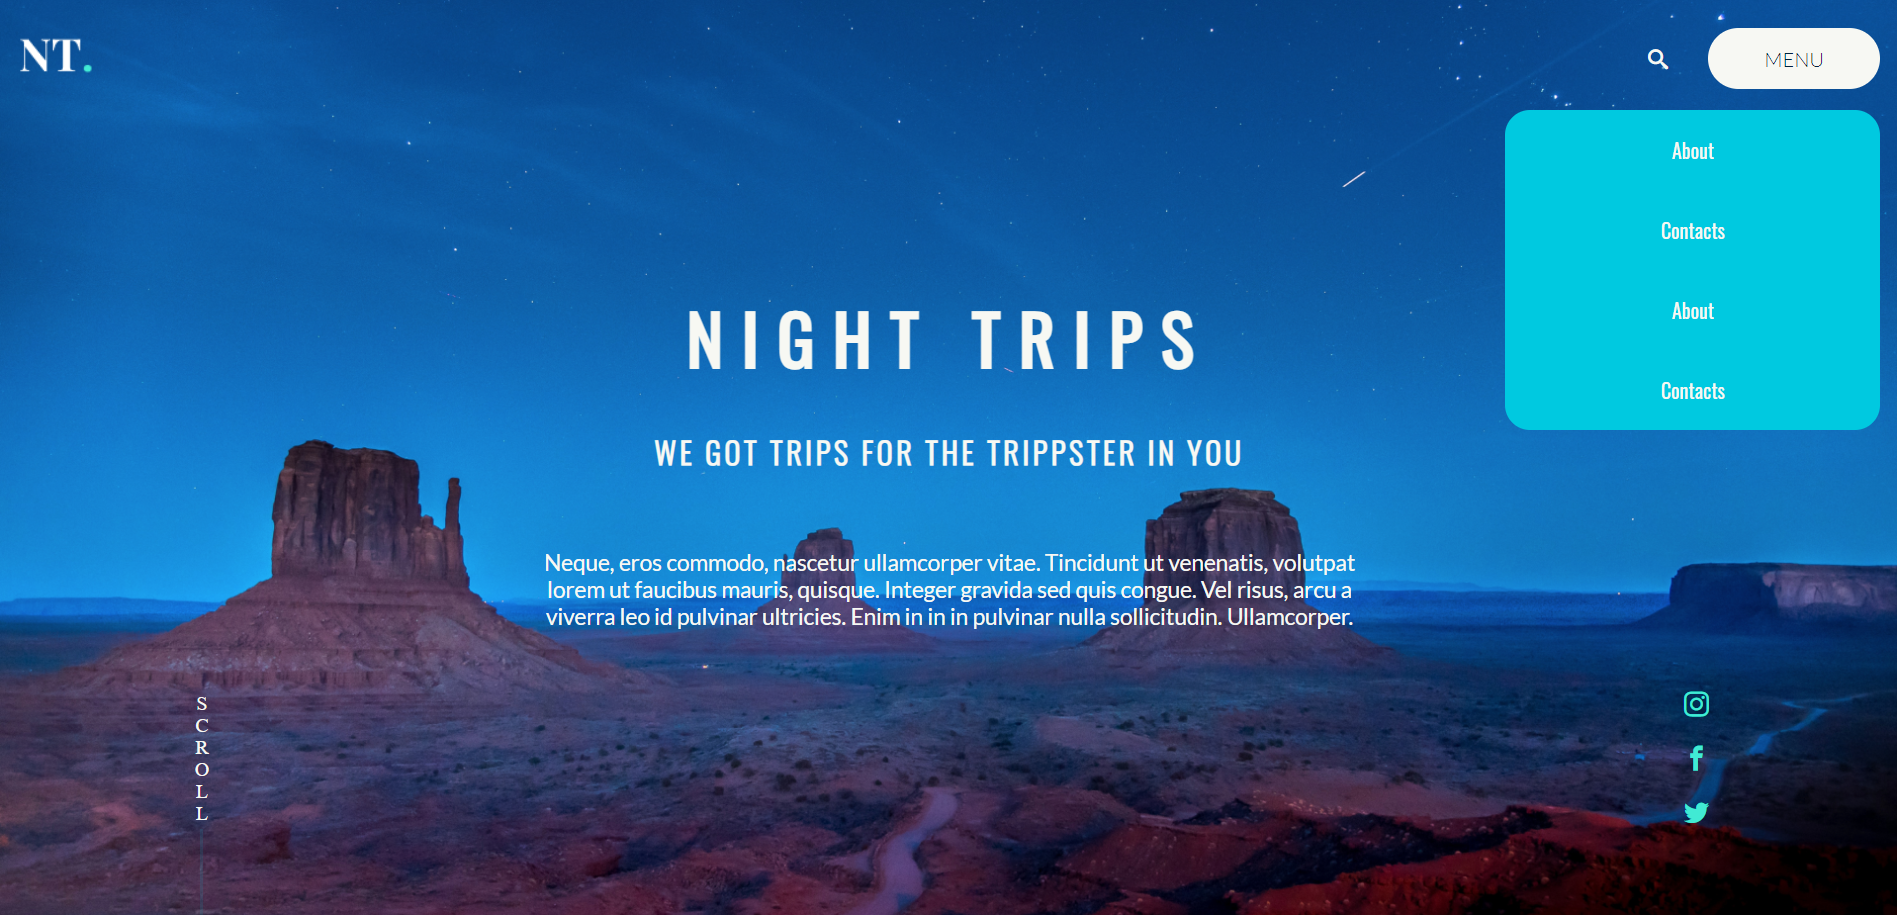 NT.
MENU
About
Contacts
About
Contacts
NIGHT TRIPS
WE GOT TRIPS FOR THE TRIPPSTER IN YOU
Neque, eros commodo, nascetur ullamcorper vitae. Tincidunt ut venenatis, volutpat
lorem ut faucibus mauris, quisque. Integer gravida sed quis congue. Vel risus, arcu a
viverra leo id pulvinar ultricies. Enim in in in pulvinar nulla sollicitudin. Ullamcorper.
SCROLL